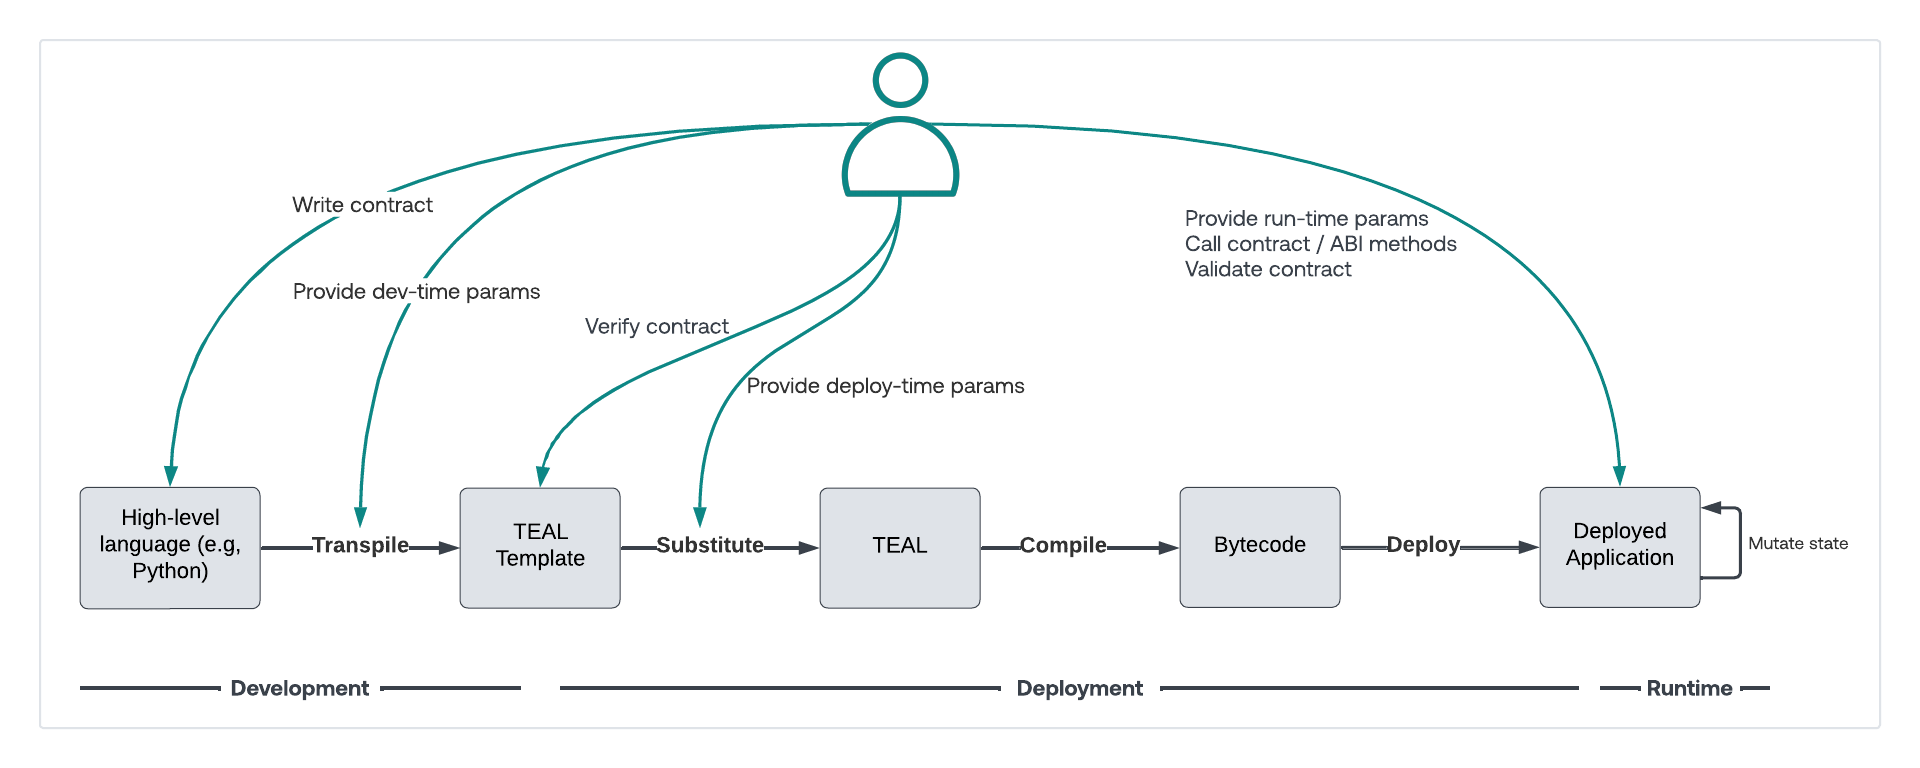 Write contract
Provide run-time params
Call contract / ABI methods
Validate contract
Provide dev-time params
Verify contract
Provide deploy-time params
High-level
language (e.g,
Python)
Transpile
TEAL
Template
Substitute
TEAL
Compile
Bytecode
Deploy
Deployed
Application
Mutate state
Development
Deployment
Runtime